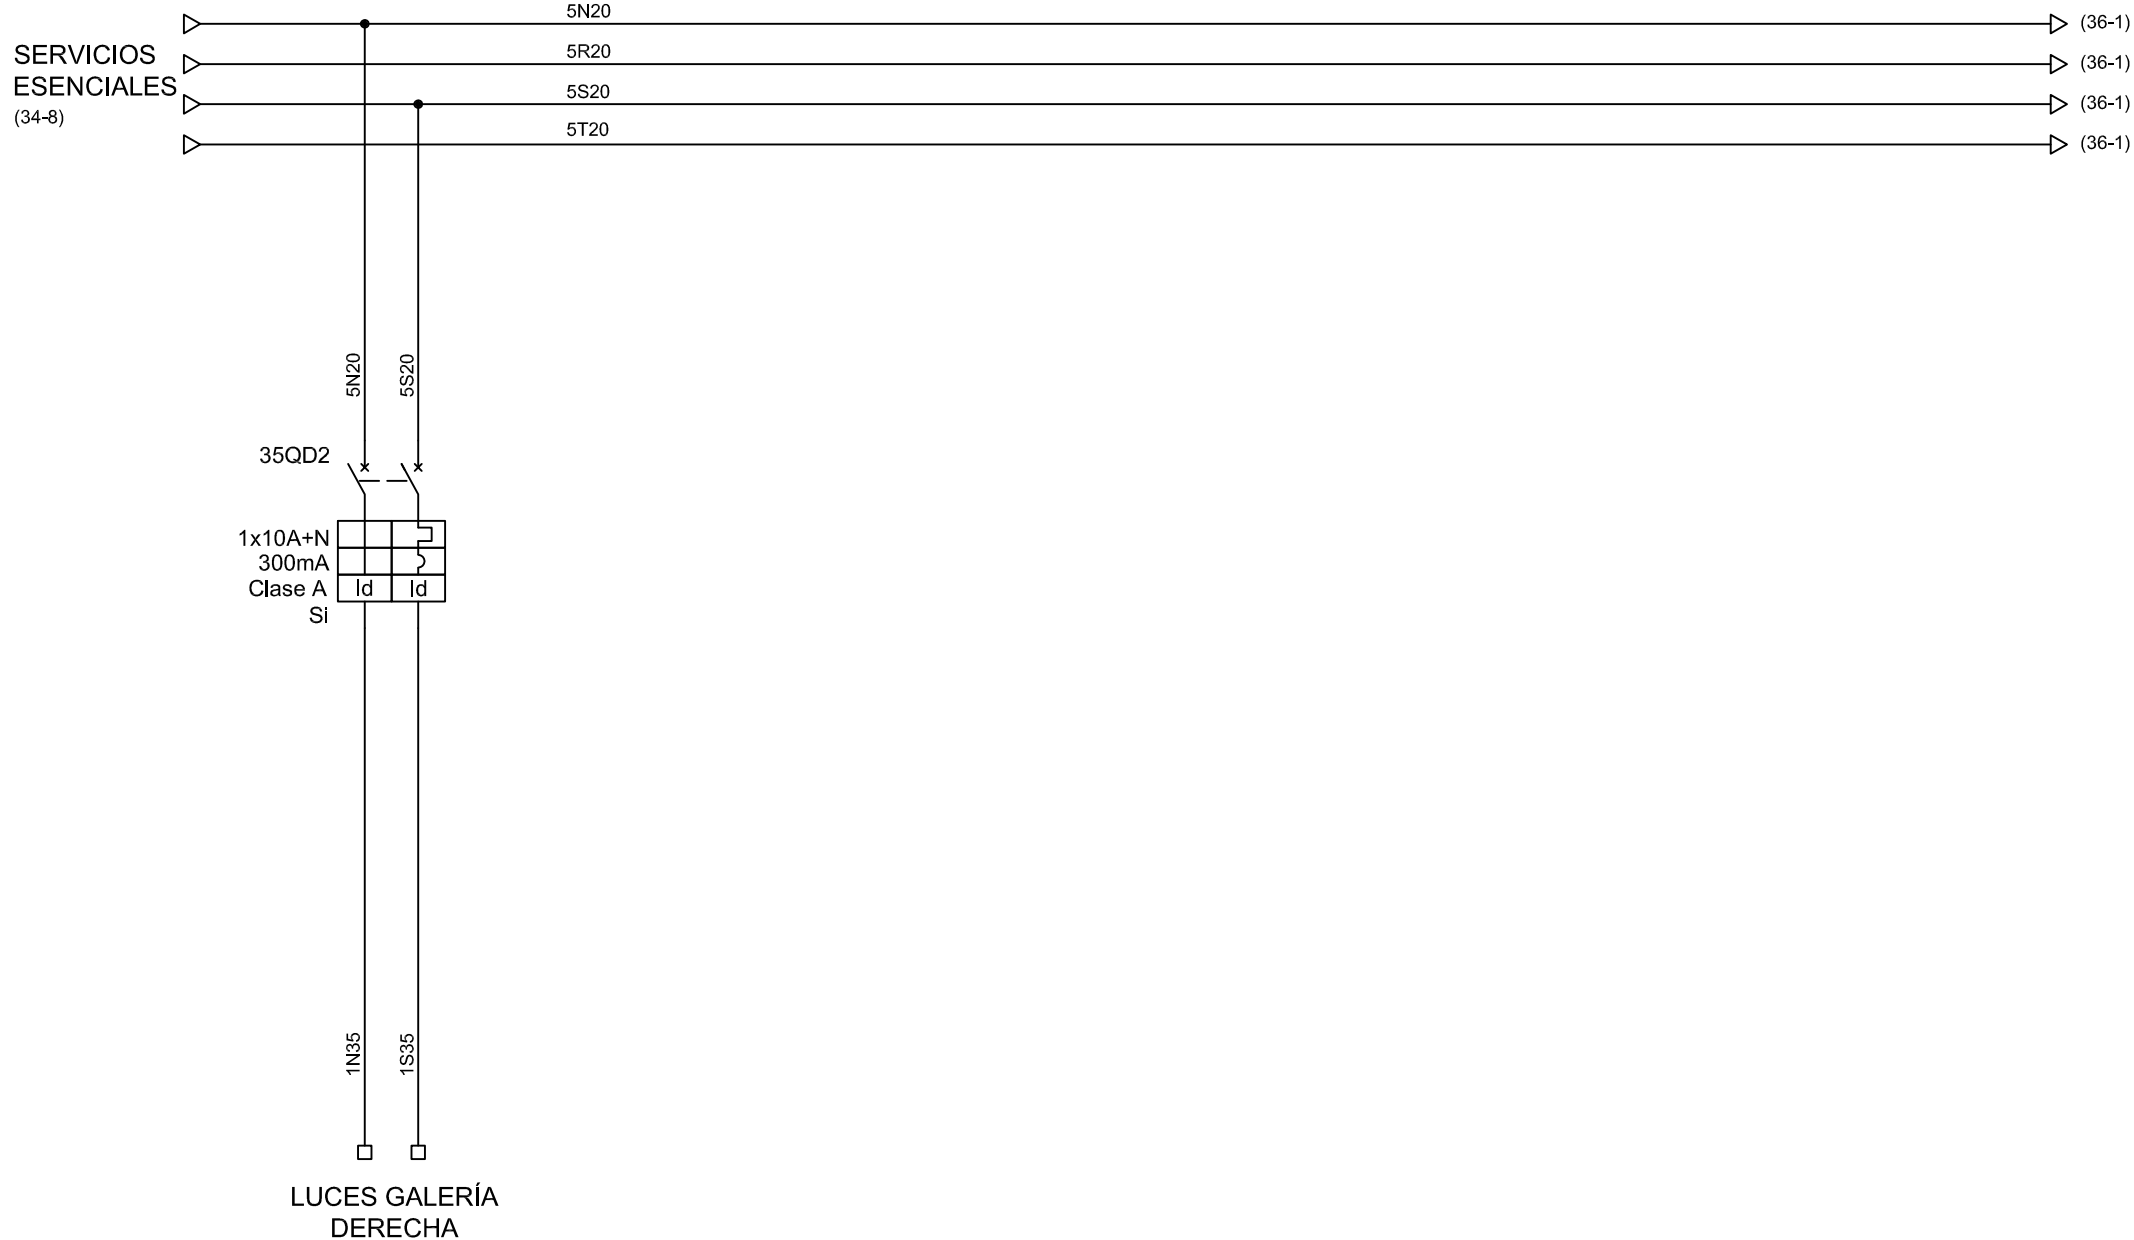 5N20
(36-1)
SERVICIOS
ESENCIALES
(34-8)
5R20
(36-1)
5S20
(36-1)
5T20
(36-1)
5N20
5S20
35QD2
1x10A+N
300mA
Clase A
Id
Id
Si
1N35
1S35
LUCES GALERÍA
DERECHA